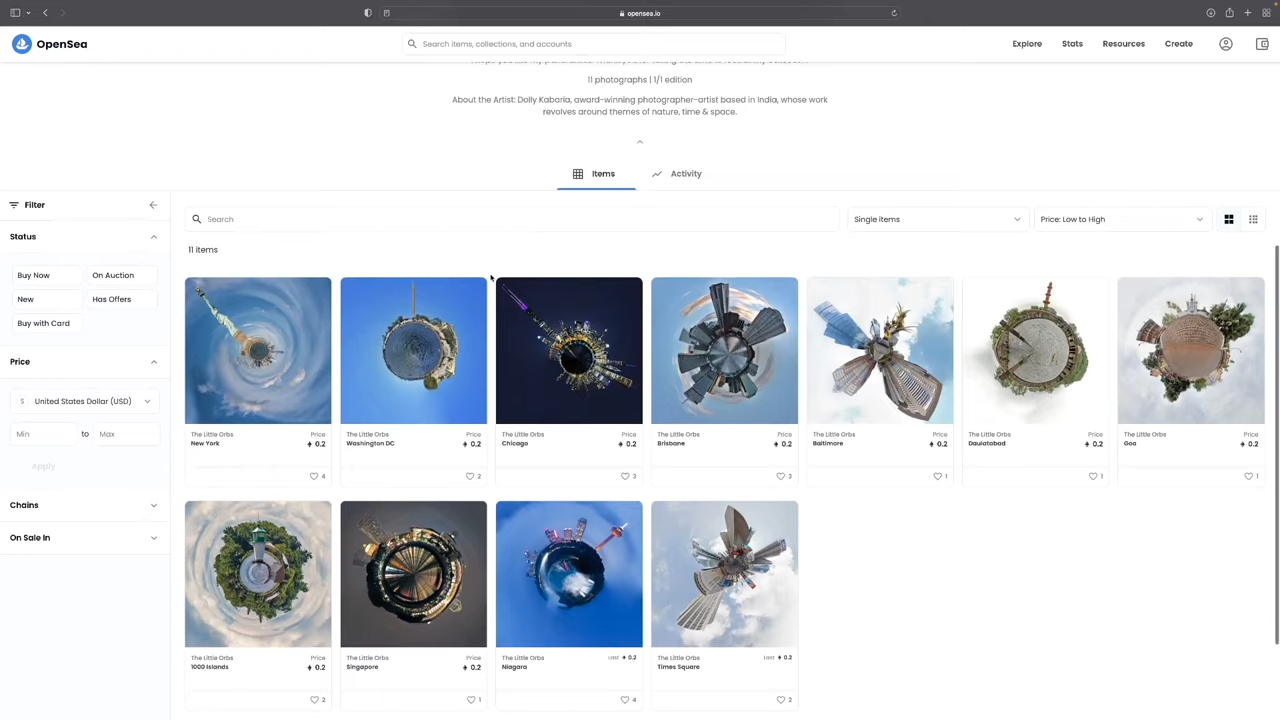 opensea.io
OpenSea
Search items, collections, and accounts
Explore
Stats
Resources
Create
11 photographs | 1/1 edition
About the Artist: Dolly Kabaria, award-winning photographer-artist based in India, whose work
revolves around themes of nature, time & space.
Items
Activity
Filter
Search
Single items
Price: Low to High
Status
11 items
Buy Now
On Auction
New
Has Offers
Buy with Card
Price
United States Dollar (USD)
Min
to
Max
Apply
Chains
On Sale In
The Little Orbs
Price
New York
0.2
4
The Little Orbs
Price
Washington DC
0.2
2
The Little Orbs
Price
Chicago
0.2
3
The Little Orbs
Price
Brisbane
0.2
3
The Little Orbs
Price
Baltimore
0.2
1
The Little Orbs
Price
Daulatabad
0.2
1
The Little Orbs
Price
Goa
0.2
1
The Little Orbs
Price
1000 Islands
0.2
2
The Little Orbs
Price
Singapore
0.2
1
The Little Orbs
Last 0.2
Niagara
4
The Little Orbs
Last 0.2
Times Square
2